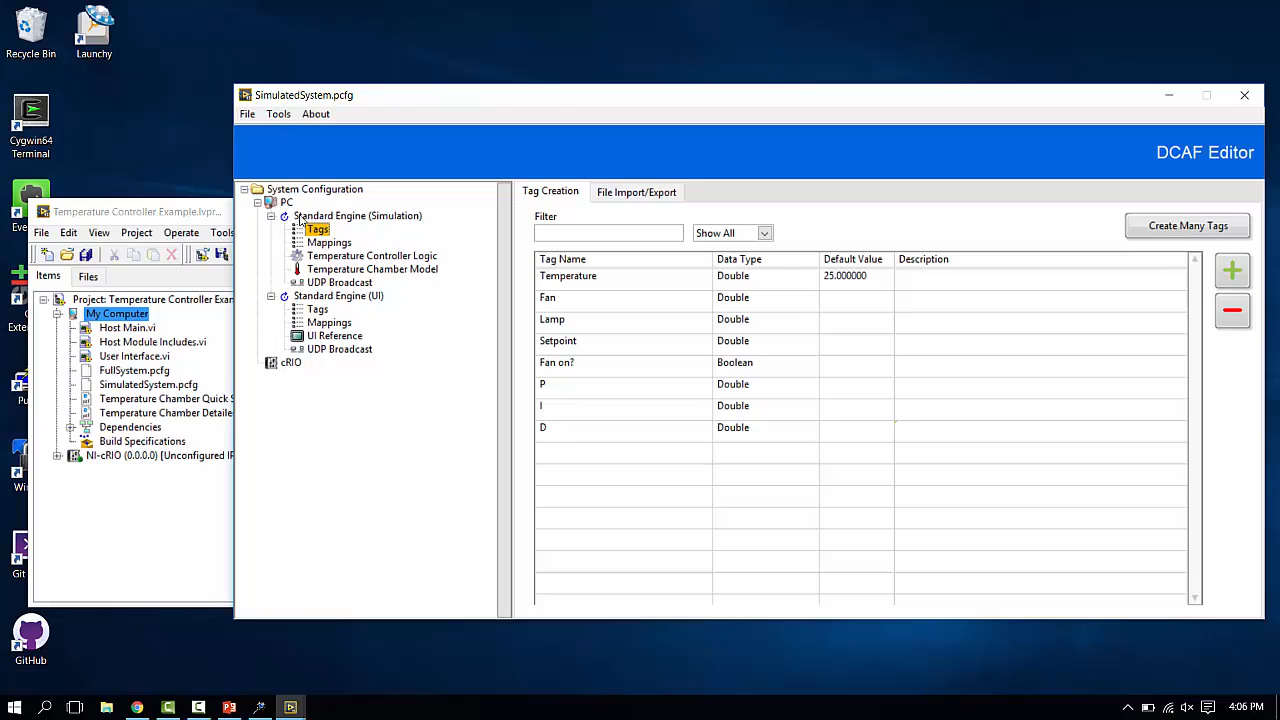 Recycle Bin
Launchy
Cygwin64
Terminal
Temperature Controller Example.lvpr...
File Edit View Project Operate Tools
Items Files
Project: Temperature Controller Exam
My Computer
Host Main.vi
Host Module Includes.vi
User Interface.vi
FullSystem.pcfg
SimulatedSystem.pcfg
Temperature Chamber Quick S
Temperature Chamber Detaile
Dependencies
Build Specifications
NI-cRIO (0.0.0.0) [Unconfigured IP
Git
GitHub
SimulatedSystem.pcfg
File Tools About
DCAF Editor
System Configuration
PC
Standard Engine (Simulation)
Tags
Mappings
Temperature Controller Logic
Temperature Chamber Model
UDP Broadcast
Standard Engine (UI)
Tags
Mappings
UI Reference
UDP Broadcast
cRIO
Tag Creation File Import/Export
Filter
Show All
Create Many Tags
Tag Name Data Type Default Value Description
Temperature Double 25.000000
Fan Double
Lamp Double
Setpoint Double
Fan on? Boolean
P Double
I Double
D Double
4:06 PM